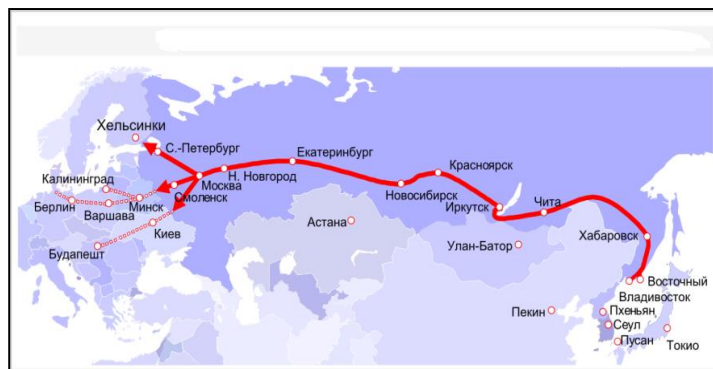 Хельсинки
С.-Петербург
Екатеринбург
Красноярск
Калининград
Н. Новгород
Москва
Новосибирск
Смоленск
Берлин
Варшава
Минск
Иркутск
Чита
Киев
Астана
Хабаровск
Улан-Батор
Будапешт
Восточный
Владивосток
Пекин
Пхеньян
Сеул
Пусан
Токио